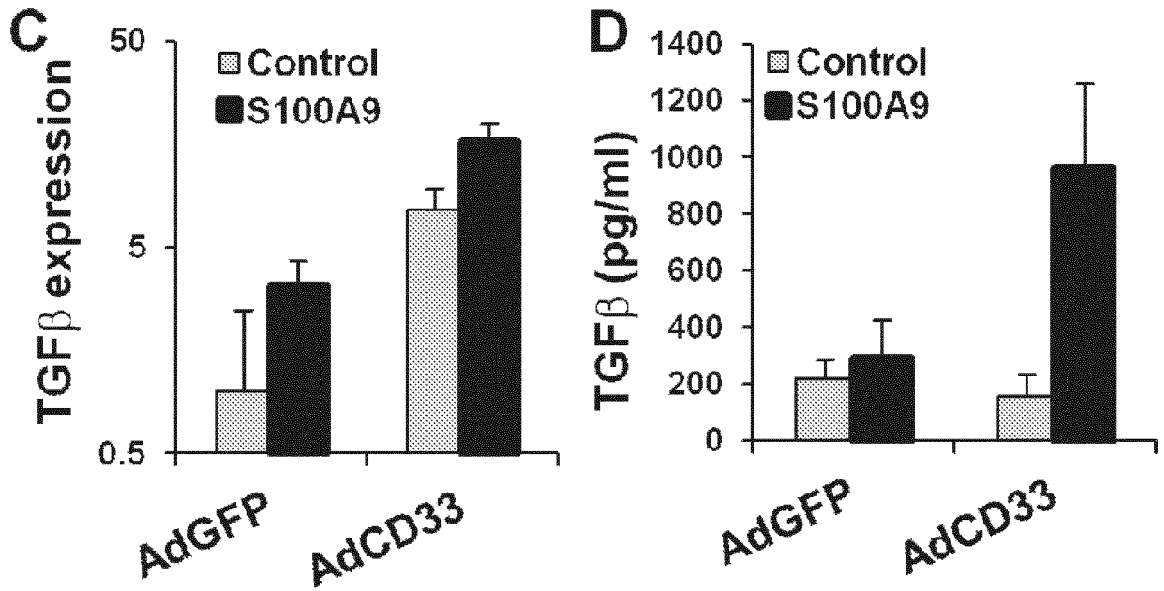 C
TGFβ expression
50
5
0.5
Control
S100A9
AdGFP
AdCD33
D
TGFβ (pg/ml)
1400
1200
1000
800
600
400
200
0
Control
S100A9
AdGFP
AdCD33